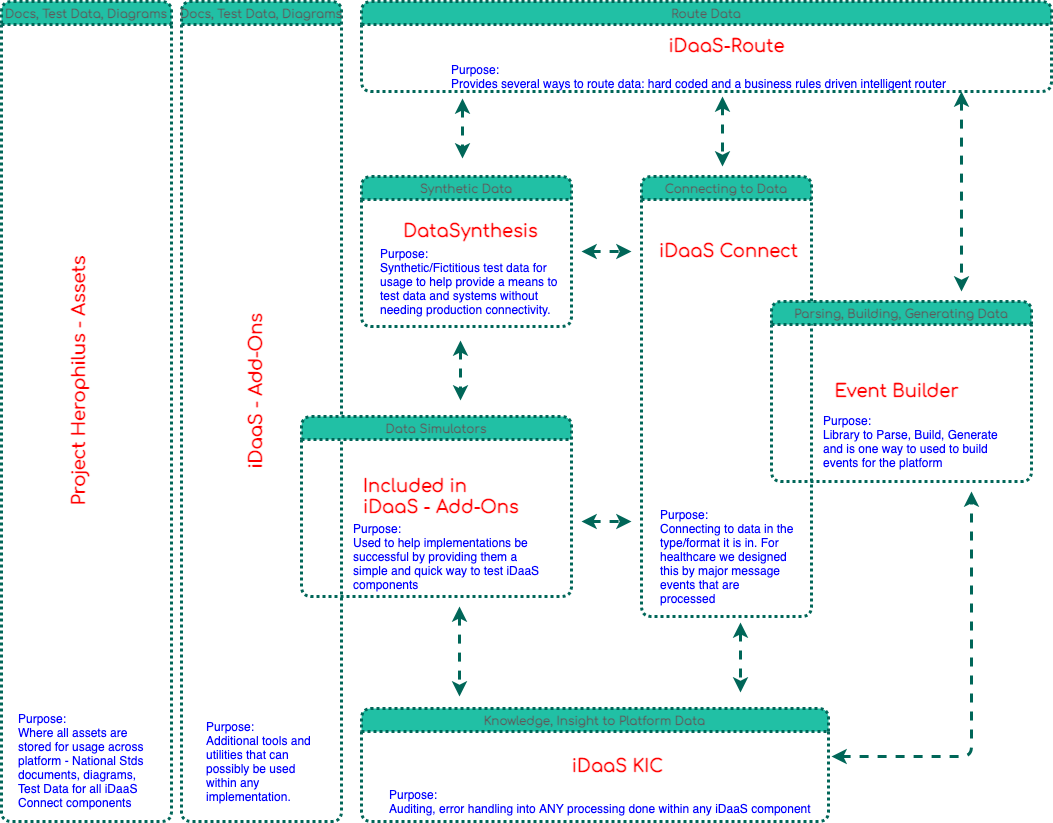 Docs, Test Data, Diagrams
Project Herophilus - Assets
Purpose:
Where all assets are
stored for usage across
platform - National Stds
documents, diagrams,
Test Data for all iDaaS
Connect components
Docs, Test Data, Diagrams
iDaaS - Add-Ons
Purpose:
Additional tools and
utilities that can
possibly be used
within any
implementation.
Route Data
iDaaS-Route
Purpose:
Provides several ways to route data: hard coded and a business rules driven intelligent router
Synthetic Data
DataSynthesis
Purpose:
Synthetic/Fictitious test data for
usage to help provide a means to
test data and systems without
needing production connectivity.
Connecting to Data
iDaaS Connect
Purpose:
Connecting to data in the
type/format it is in. For
healthcare we designed
this by major message
events that are
processed
Parsing, Building, Generating Data
Event Builder
Purpose:
Library to Parse, Build, Generate
and is one way to used to build
events for the platform
Data Simulators
Included in
iDaaS - Add-Ons
Purpose:
Used to help implementations be
successful by providing them a
simple and quick way to test iDaaS
components
Knowledge, Insight to Platform Data
iDaaS KIC
Purpose:
Auditing, error handling into ANY processing done within any iDaaS component